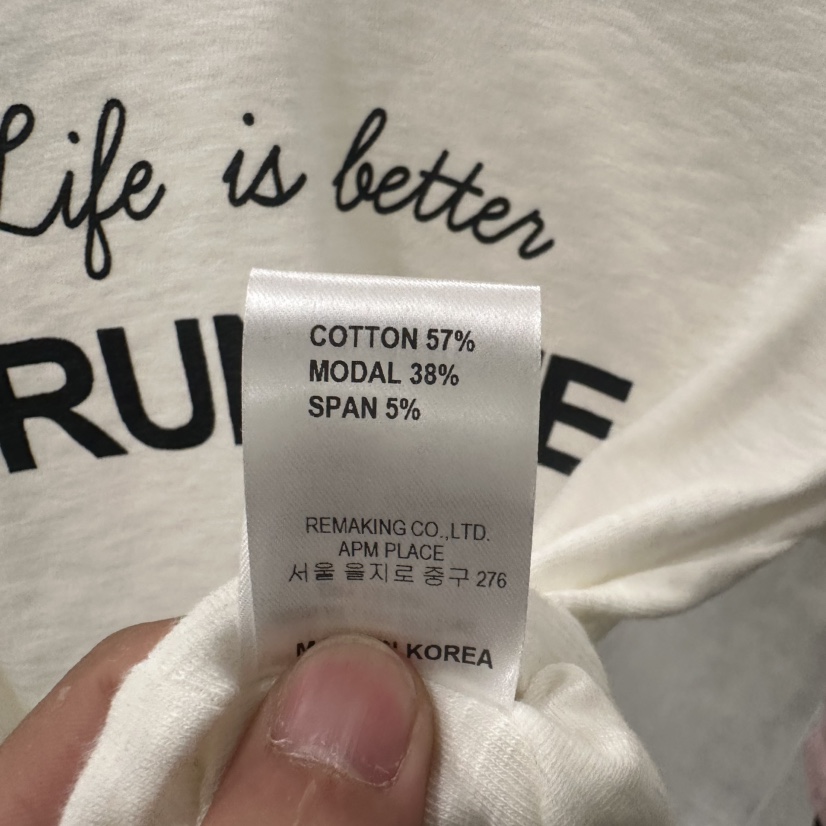 Life is better
COTTON 57%
MODAL 38%
SPAN 5%
REMAKING CO.,LTD.
APM PLACE
서울 을지로 중구 276
KOREA